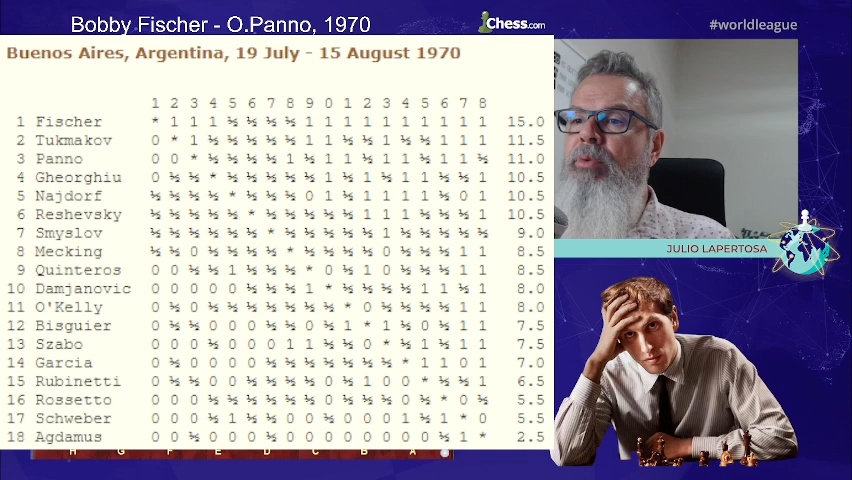 Bobby Fischer - O.Panno, 1970
Chess.com
#worldleague
Buenos Aires, Argentina, 19 July - 15 August 1970
1 2 3 4 5 6 7 8 9 0 1 2 3 4 5 6 7 8
1 Fischer * 1 1 1 ½ ½ ½ ½ 1 1 1 1 1 1 1 1 1 1 15.0
2 Tukmakov 0 * 1 ½ ½ ½ ½ ½ 1 1 ½ ½ 1 ½ ½ 1 1 1 11.5
3 Panno 0 0 * ½ ½ ½ ½ 1 ½ 1 1 ½ 1 1 ½ 1 1 ½ 11.0
4 Gheorghiu 0 ½ ½ * ½ ½ ½ ½ ½ 1 ½ 1 ½ 1 1 ½ ½ 1 10.5
5 Najdorf ½ ½ ½ ½ * ½ ½ ½ 0 1 ½ 1 1 1 1 ½ 0 1 10.5
6 Reshevsky ½ ½ ½ ½ ½ * ½ ½ ½ ½ ½ 1 1 1 ½ ½ ½ 1 10.5
7 Smyslov 0 ½ ½ ½ ½ ½ * ½ ½ ½ ½ ½ 1 ½ ½ ½ ½ ½ 9.0
8 Mecking ½ ½ 0 ½ ½ ½ ½ * ½ ½ ½ ½ 0 ½ ½ ½ 1 1 8.5
9 Quinteros 0 0 ½ ½ 1 ½ ½ ½ * 0 ½ 1 0 ½ ½ ½ 1 1 8.5
10 Damjanovic 0 0 0 0 0 ½ ½ ½ 1 * ½ ½ ½ ½ 1 1 ½ 1 8.0
11 O'Kelly 0 ½ 0 ½ ½ ½ ½ ½ ½ ½ * 0 ½ ½ ½ ½ 1 1 8.0
12 Bisguier 0 ½ ½ 0 0 0 ½ ½ 0 ½ 1 * 1 ½ 0 ½ 1 1 7.5
13 Szabo 0 0 0 ½ 0 0 0 1 1 ½ ½ 0 * ½ 1 ½ 1 1 7.5
14 Garcia 0 ½ 0 0 0 0 ½ ½ ½ ½ ½ ½ ½ * 1 1 0 1 7.0
15 Rubinetti 0 ½ ½ 0 0 ½ ½ ½ ½ 0 ½ 1 0 0 * ½ ½ 1 6.5
16 Rossetto 0 0 0 ½ ½ ½ ½ ½ ½ 0 ½ ½ ½ 0 ½ * 0 ½ 5.5
17 Schweber 0 0 0 ½ 1 ½ ½ 0 0 ½ 0 0 0 1 ½ 1 * 0 5.5
18 Agdamus 0 0 ½ 0 0 0 ½ 0 0 0 0 0 0 0 0 ½ 1 * 2.5
JULIO LAPERTOSA
H G F E D C B A